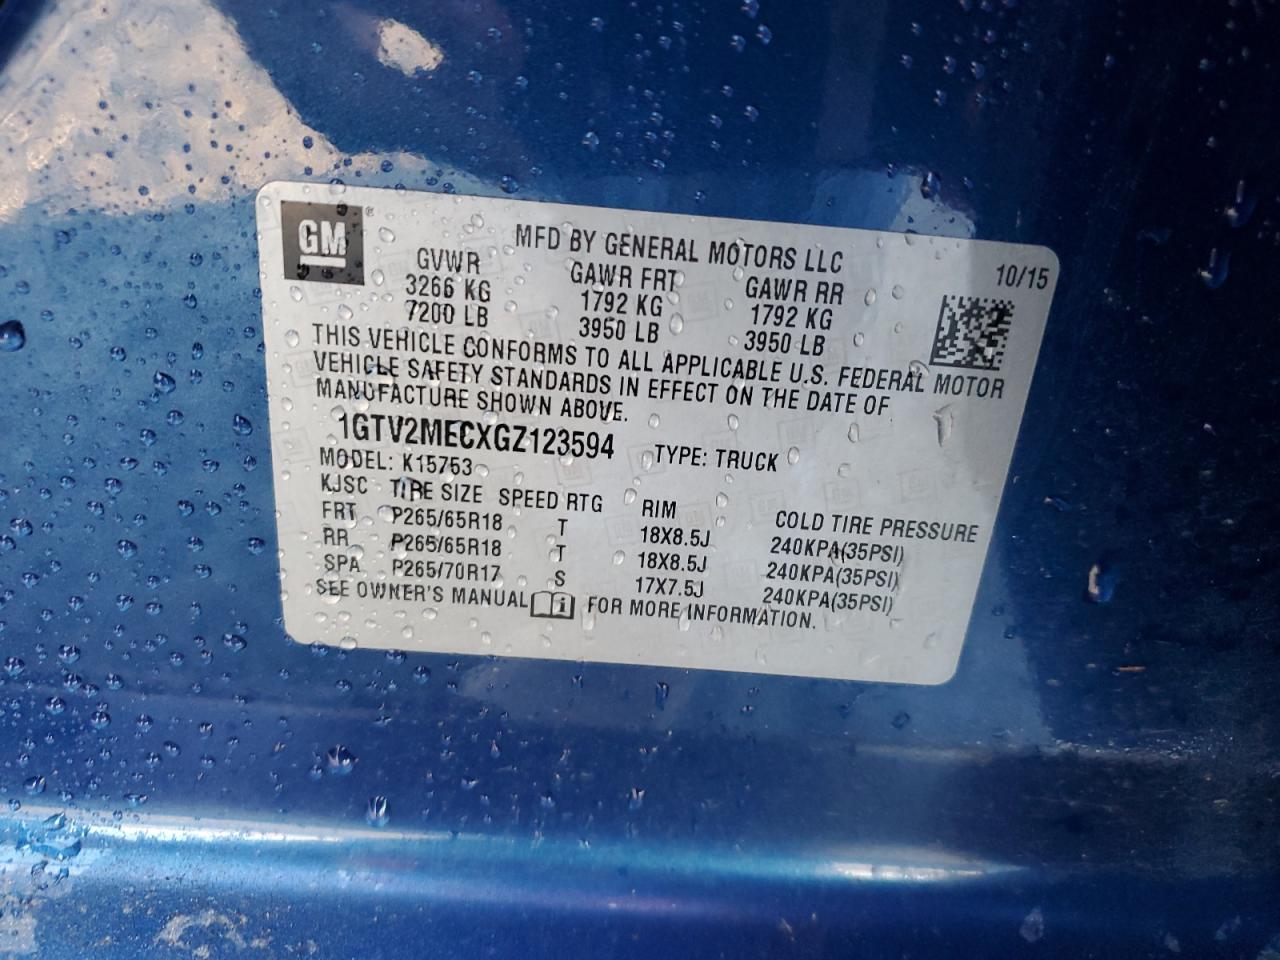 GM®
MFD BY GENERAL MOTORS LLC 10/15
GVWR GAWR FRT GAWR RR
3266 KG 1792 KG 1792 KG
7200 LB 3950 LB 3950 LB
THIS VEHICLE CONFORMS TO ALL APPLICABLE U.S. FEDERAL MOTOR
VEHICLE SAFETY STANDARDS IN EFFECT ON THE DATE OF
MANUFACTURE SHOWN ABOVE.
1GTV2MECXGZ123594 TYPE: TRUCK
MODEL: K15753
KJSC TIRE SIZE SPEED RTG RIM COLD TIRE PRESSURE
FRT P265/65R18 T 18X8.5J 240KPA(35PSI)
RR P265/65R18 T 18X8.5J 240KPA(35PSI)
SPA P265/70R17 S 17X7.5J 240KPA(35PSI)
SEE OWNER'S MANUAL FOR MORE INFORMATION.